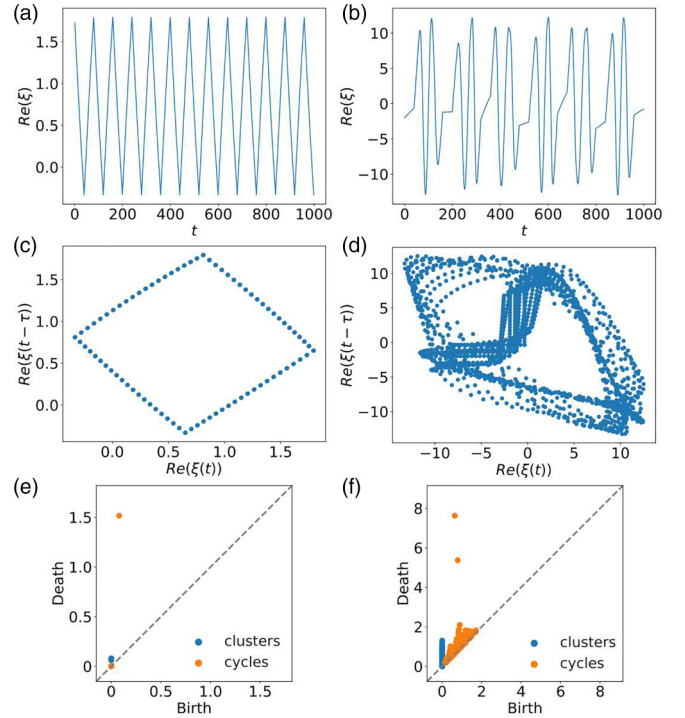 (a)
1.5
1.0
0.5
0.0
Re(ξ)
0 200 400 600 800 1000
t
(b)
10
5
0
−5
−10
Re(ξ)
0 200 400 600 800 1000
t
(c)
1.5
1.0
0.5
0.0
Re(ξ(t − τ))
0.0 0.5 1.0 1.5
Re(ξ(t))
(d)
10
5
0
−5
−10
Re(ξ(t − τ))
−10 −5 0 5 10
Re(ξ(t))
(e)
1.5
1.0
0.5
0
Death
clusters
cycles
0 0.5 1.0 1.5
Birth
(f)
8
6
4
2
0
Death
clusters
cycles
0 2 4 6 8
Birth